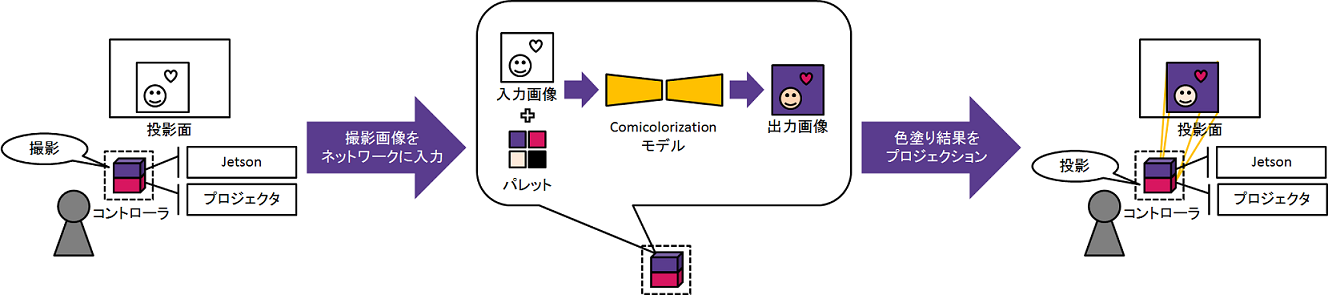 投影面
撮影
Jetson
プロジェクタ
コントローラ
撮影画像を
ネットワークに入力
入力画像
パレット
Comicolorization
モデル
出力画像
色塗り結果を
プロジェクション
投影面
投影
Jetson
プロジェクタ
コントローラ